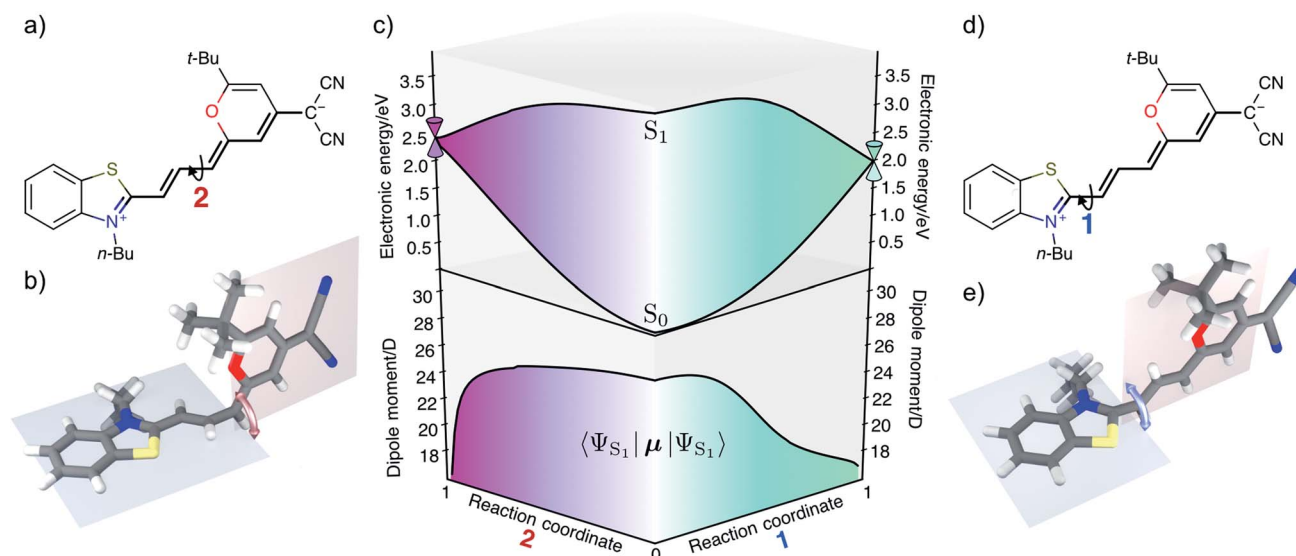 a)
t-Bu
O
CN
C−
CN
S
N+
2
n-Bu
b)
c)
Electronic energy/eV
3.5
3.0
2.5
2.0
1.5
1.0
0.5
S1
S0
3.5
3.0
2.5
2.0
1.5
1.0
0.5
Electronic energy/eV
Dipole moment/D
30
28
26
24
22
20
18
⟨ΨS1| μ |ΨS1⟩
30
28
26
24
22
20
18
Dipole moment/D
1
Reaction coordinate
2
0
Reaction coordinate
1
1
d)
t-Bu
O
CN
C−
CN
S
N+
1
n-Bu
e)